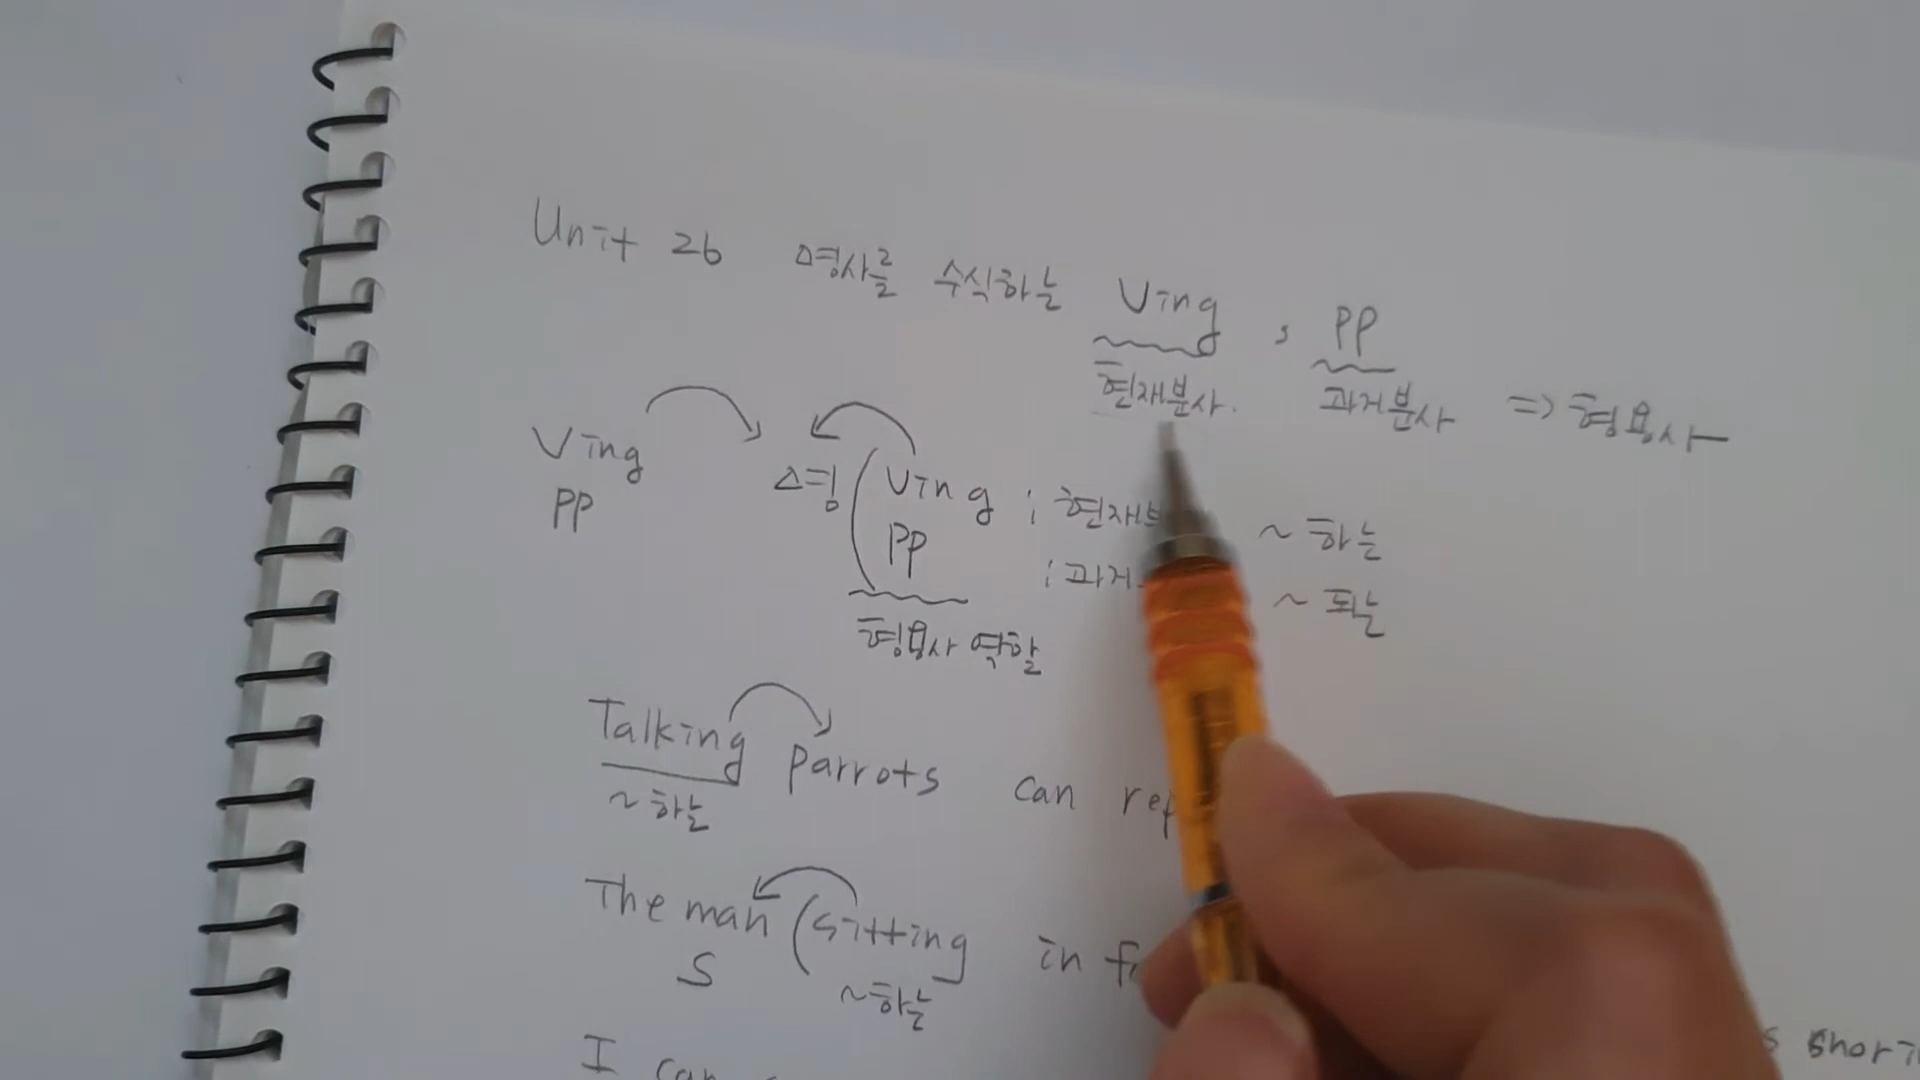 Unit 26 명사를 수식하는 Ving , PP
현재분사. 과거분사 => 형용사
Ving 명 (Ving ; 현재 ~하는
PP PP ; 과거 ~되는
형용사 역할
Talking parrots can
~하는
The man (sitting in
S ~하는
I can